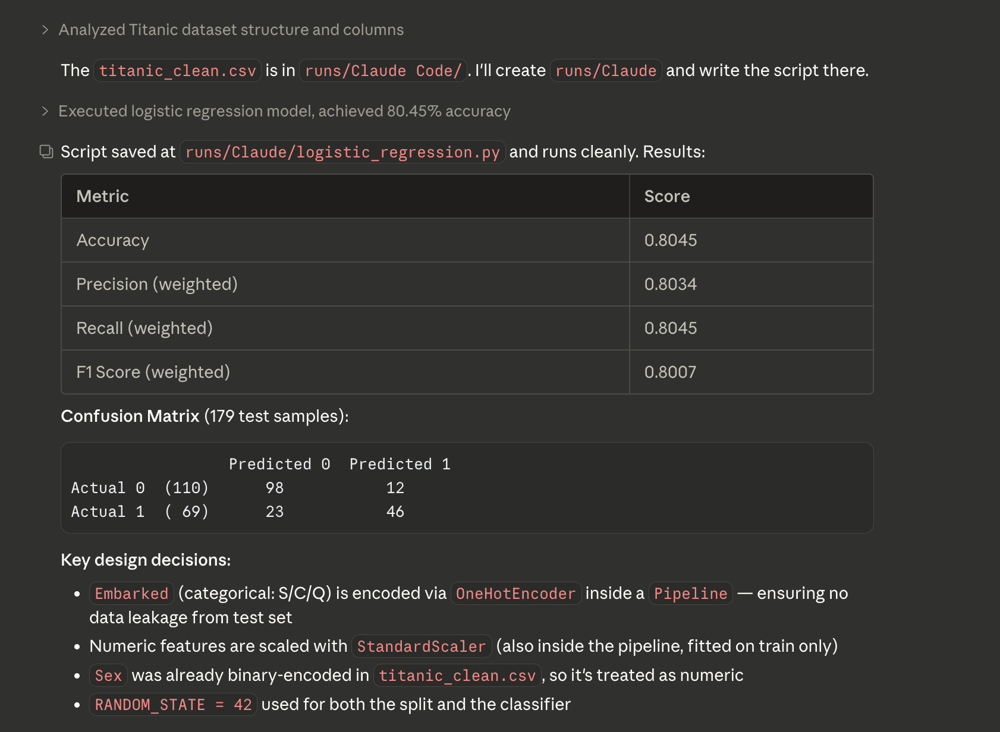 Analyzed Titanic dataset structure and columns
The titanic_clean.csv is in runs/Claude Code/. I'll create runs/Claude and write the script there.
Executed logistic regression model, achieved 80.45% accuracy
Script saved at runs/Claude/logistic_regression.py and runs cleanly. Results:
Metric Score
Accuracy 0.8045
Precision (weighted) 0.8034
Recall (weighted) 0.8045
F1 Score (weighted) 0.8007
Confusion Matrix (179 test samples):
Predicted 0 Predicted 1
Actual 0 (110) 98 12
Actual 1 ( 69) 23 46
Key design decisions:
• Embarked (categorical: S/C/Q) is encoded via OneHotEncoder inside a Pipeline — ensuring no
data leakage from test set
• Numeric features are scaled with StandardScaler (also inside the pipeline, fitted on train only)
• Sex was already binary-encoded in titanic_clean.csv, so it's treated as numeric
• RANDOM_STATE = 42 used for both the split and the classifier